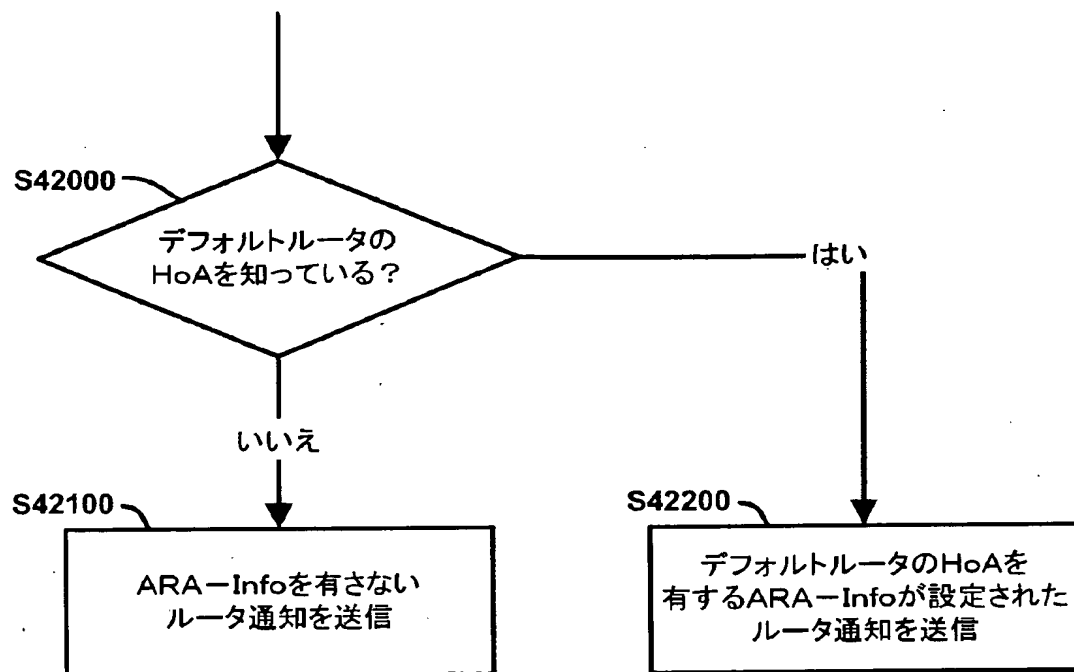 S42000
デフォルトルータの
HoAを知っている?
はい
いいえ
S42100
ARA-Infoを有さない
ルータ通知を送信
S42200
デフォルトルータのHoAを
有するARA-Infoが設定された
ルータ通知を送信